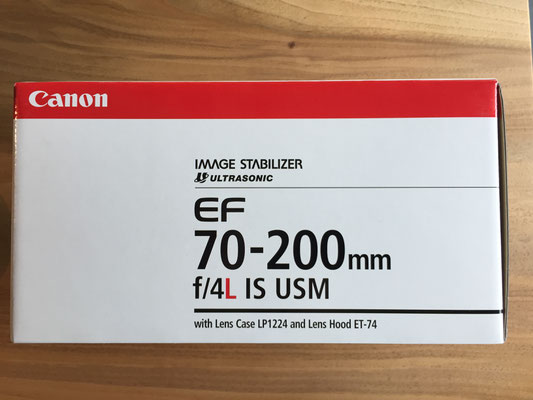 Canon
IMAGE STABILIZER
ULTRASONIC
EF
70-200mm
f/4L IS USM
with Lens Case LP1224 and Lens Hood ET-74